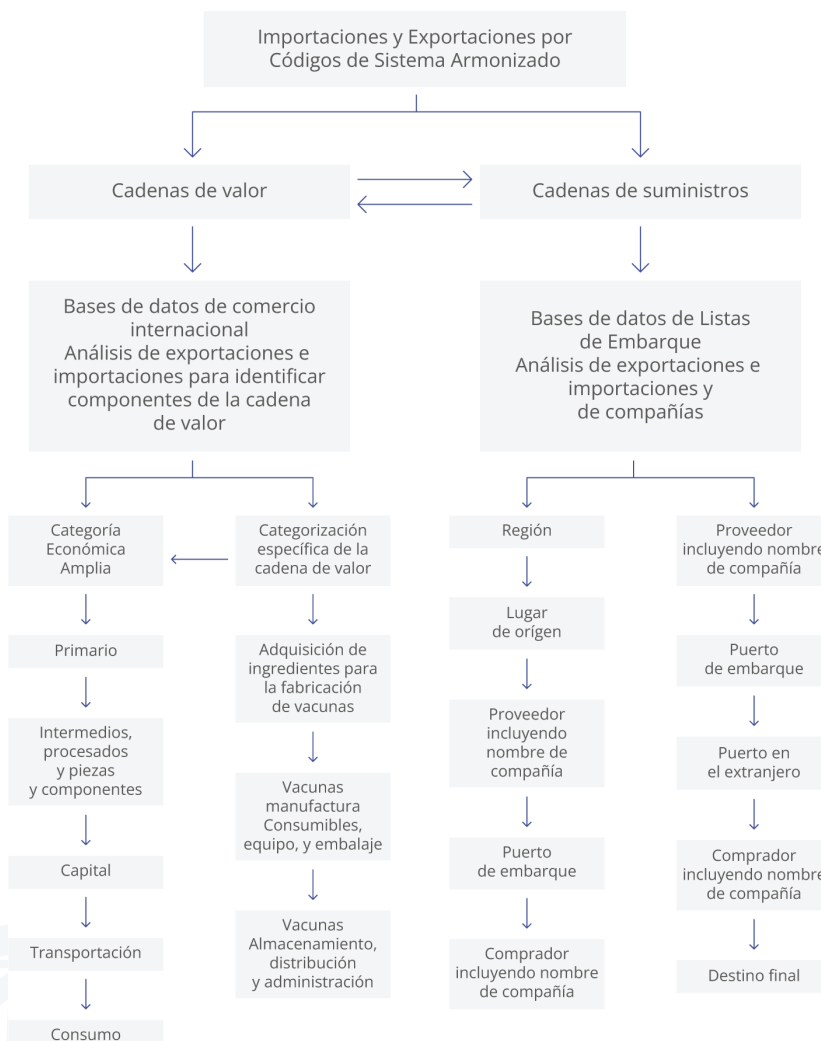 Importaciones y Exportaciones por
Códigos de Sistema Armonizado
Cadenas de valor
Cadenas de suministros
Bases de datos de comercio
internacional
Análisis de exportaciones e
importaciones para identificar
componentes de la cadena
de valor
Bases de datos de Listas
de Embarque
Análisis de exportaciones e
importaciones y
de compañías
Categoría
Económica
Amplia
Primario
Intermedios,
procesados
y piezas
y componentes
Capital
Transportación
Consumo
Categorización
específica de la
cadena de valor
Adquisición de
ingredientes para
la fabricación
de vacunas
Vacunas
manufactura
Consumibles,
equipo, y embalaje
Vacunas
Almacenamiento,
distribución
y administración
Región
Lugar
de orígen
Proveedor
incluyendo
nombre de
compañía
Puerto
de embarque
Comprador
incluyendo nombre
de compañía
Proveedor
incluyendo nombre
de compañía
Puerto
de embarque
Puerto en
el extranjero
Comprador
incluyendo nombre
de compañía
Destino final